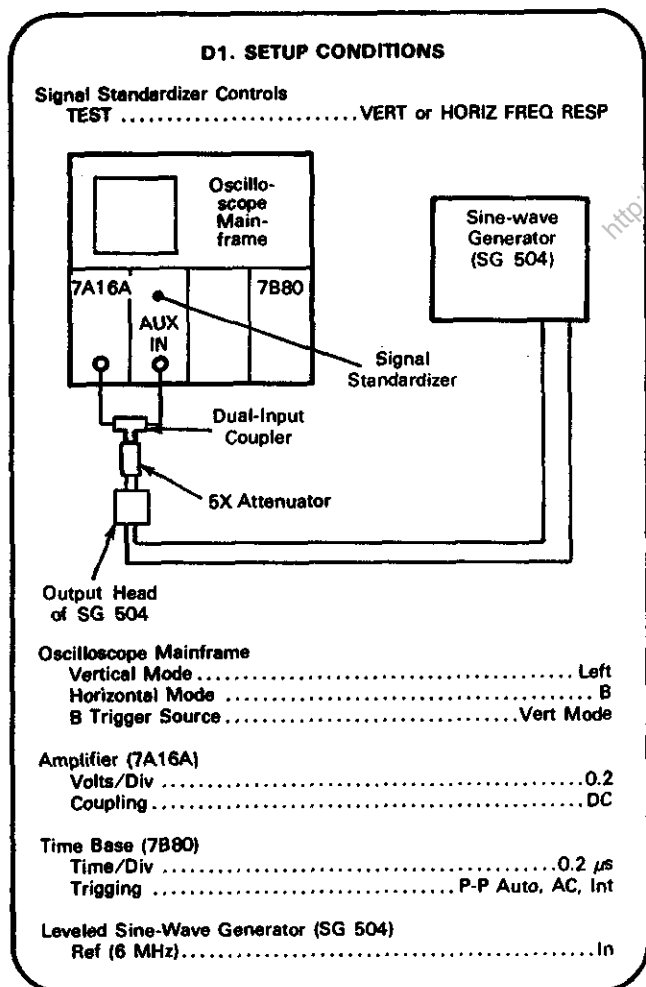 D1. SETUP CONDITIONS
Signal Standardizer Controls
TEST ......................... VERT or HORIZ FREQ RESP
Oscillo-
scope
Main-
frame
7A16A
7B80
AUX
IN
Sine-wave
Generator
(SG 504)
http:/
Signal
Standardizer
Dual-Input
Coupler
5X Attenuator
Output Head
of SG 504
Oscilloscope Mainframe
Vertical Mode ........................................ Left
Horizontal Mode ........................................ B
B Trigger Source ............................... Vert Mode
Amplifier (7A16A)
Volts/Div ........................................ 0.2
Coupling ........................................ DC
Time Base (7B80)
Time/Div ........................................ 0.2 μs
Trigging ......................... P-P Auto, AC, Int
Leveled Sine-Wave Generator (SG 504)
Ref (6 MHz) ........................................ In